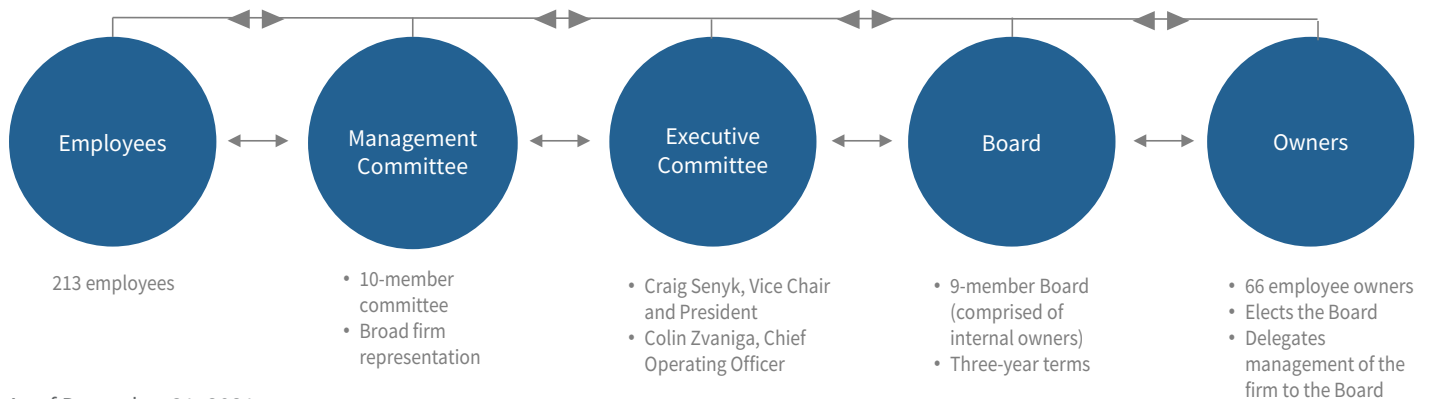 Employees
Management
Committee
Executive
Committee
Board
Owners
213 employees
• 10-member
committee
• Broad firm
representation
• Craig Senyk, Vice Chair
and President
• Colin Zvaniga, Chief
Operating Officer
• 9-member Board
(comprised of
internal owners)
• Three-year terms
• 66 employee owners
• Elects the Board
• Delegates
management of the
firm to the Board